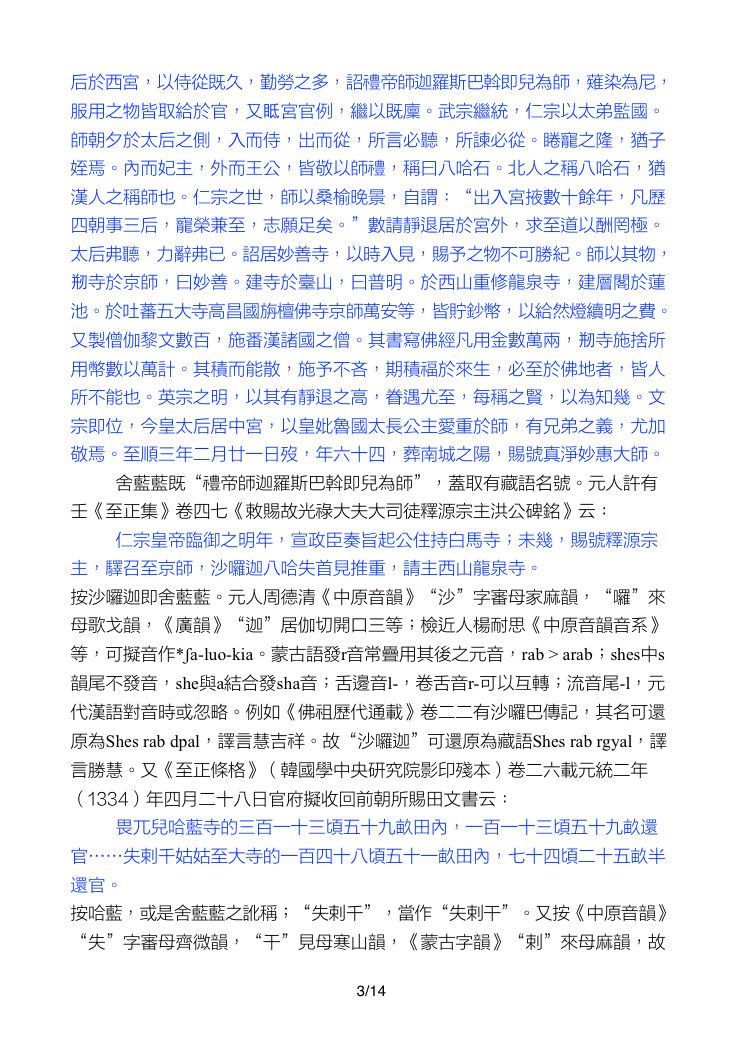 后於西宮，以侍從既久，勤勞之多，詔禮帝師迦羅斯巴斡即兒為師，薙染為尼，
服用之物皆取給於官，又眡宮官例，繼以既廩。武宗繼統，仁宗以太弟監國。
師朝夕於太后之側，入而侍，出而從，所言必聽，所諫必從。睠寵之隆，猶子
姪焉。內而妃主，外而王公，皆敬以師禮，稱曰八哈石。北人之稱八哈石，猶
漢人之稱師也。仁宗之世，師以桑榆晚景，自謂：“出入宮掖數十餘年，凡歷
四朝事三后，寵榮兼至，志願足矣。”數請靜退居於宮外，求至道以酬罔極。
太后弗聽，力辭弗已。詔居妙善寺，以時入見，賜予之物不可勝紀。師以其物，
刱寺於京師，曰妙善。建寺於臺山，曰普明。於西山重修龍泉寺，建層閣於蓮
池。於吐蕃五大寺高昌國旃檀佛寺京師萬安等，皆貯鈔幣，以給然燈續明之費。
又製僧伽黎文數百，施番漢諸國之僧。其書寫佛經凡用金數萬兩，刱寺施捨所
用幣數以萬計。其積而能散，施予不吝，期積福於來生，必至於佛地者，皆人
所不能也。英宗之明，以其有靜退之高，眷遇尤至，每稱之賢，以為知幾。文
宗即位，今皇太后居中宮，以皇妣魯國太長公主愛重於師，有兄弟之義，尤加
敬焉。至順三年二月廿一日歿，年六十四，葬南城之陽，賜號真淨妙惠大師。
舍藍藍既“禮帝師迦羅斯巴斡即兒為師”，蓋取有藏語名號。元人許有
壬《至正集》卷四七《敕賜故光祿大夫大司徒釋源宗主洪公碑銘》云：
仁宗皇帝臨御之明年，宣政臣奏旨起公住持白馬寺；未幾，賜號釋源宗
主，驛召至京師，沙囉迦八哈失首見推重，請主西山龍泉寺。
按沙囉迦即舍藍藍。元人周德清《中原音韻》“沙”字審母家麻韻，“囉”來
母歌戈韻，《廣韻》“迦”居伽切開口三等；檢近人楊耐思《中原音韻音系》
等，可擬音作*ʃa-luo-kia。蒙古語發r音常疊用其後之元音，rab > arab；shes中s
韻尾不發音，she與a結合發sha音；舌邊音l-，卷舌音r-可以互轉；流音尾-l，元
代漢語對音時或忽略。例如《佛祖歷代通載》卷二二有沙囉巴傳記，其名可還
原為Shes rab dpal，譯言慧吉祥。故“沙囉迦”可還原為藏語Shes rab rgyal，譯
言勝慧。又《至正條格》（韓國學中央研究院影印殘本）卷二六載元統二年
（1334）年四月二十八日官府擬收回前朝所賜田文書云：
畏兀兒哈藍寺的三百一十三頃五十九畝田內，一百一十三頃五十九畝還
官⋯⋯失剌千姑姑至大寺的一百四十八頃五十一畝田內，七十四頃二十五畝半
還官。
按哈藍，或是舍藍藍之訛稱；“失剌千”，當作“失剌干”。又按《中原音韻》
“失”字審母齊微韻，“干”見母寒山韻，《蒙古字韻》“剌”來母麻韻，故
3/14